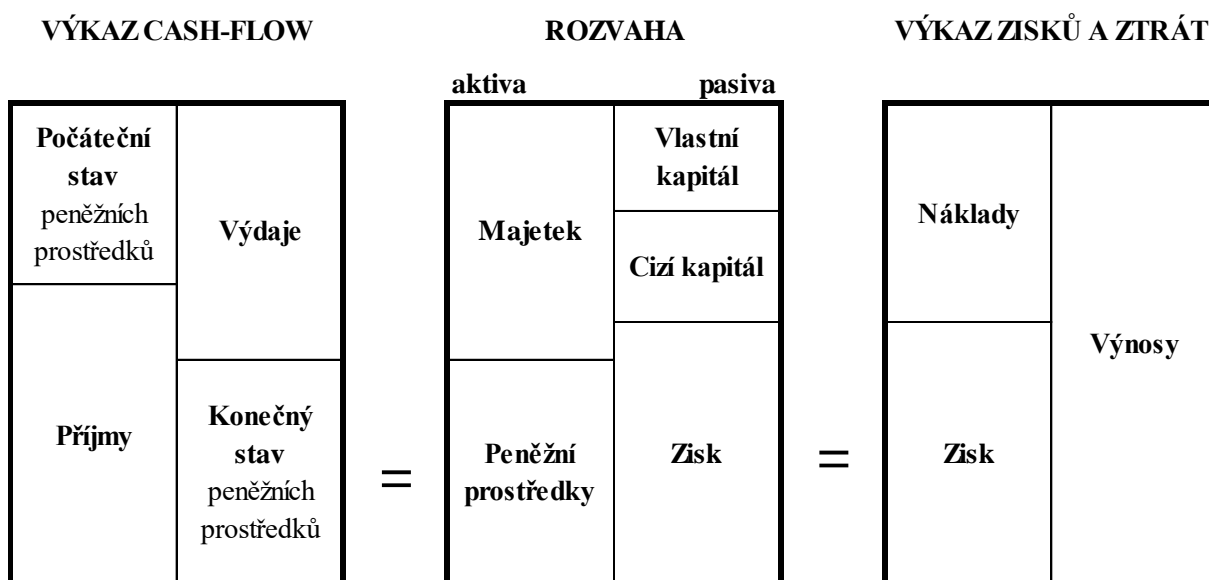 VÝKAZ CASH-FLOW
ROZVAHA
VÝKAZ ZISKŮ A ZTRÁT
aktiva
pasiva
Počáteční
stav
peněžních
prostředků
Výdaje
Příjmy
Konečný
stav
peněžních
prostředků
=
Majetek
Vlastní
kapitál
Cizí kapitál
Peněžní
prostředky
Zisk
=
Náklady
Výnosy
Zisk